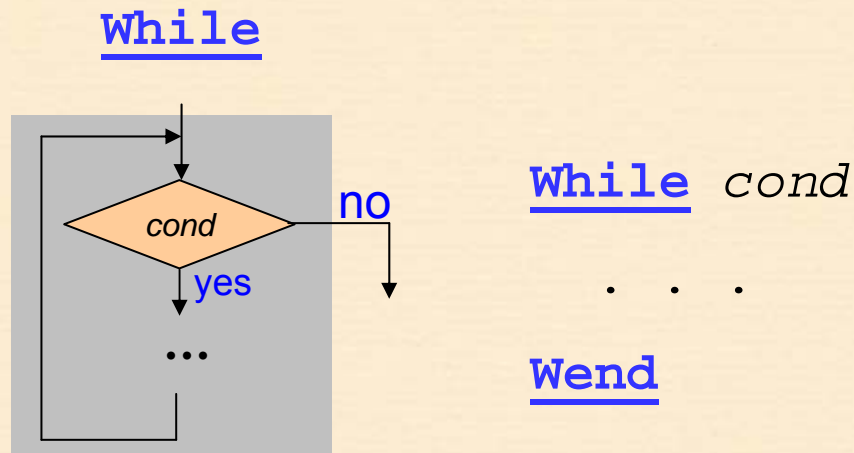 While
cond
no
yes
...
While cond
. . .
Wend